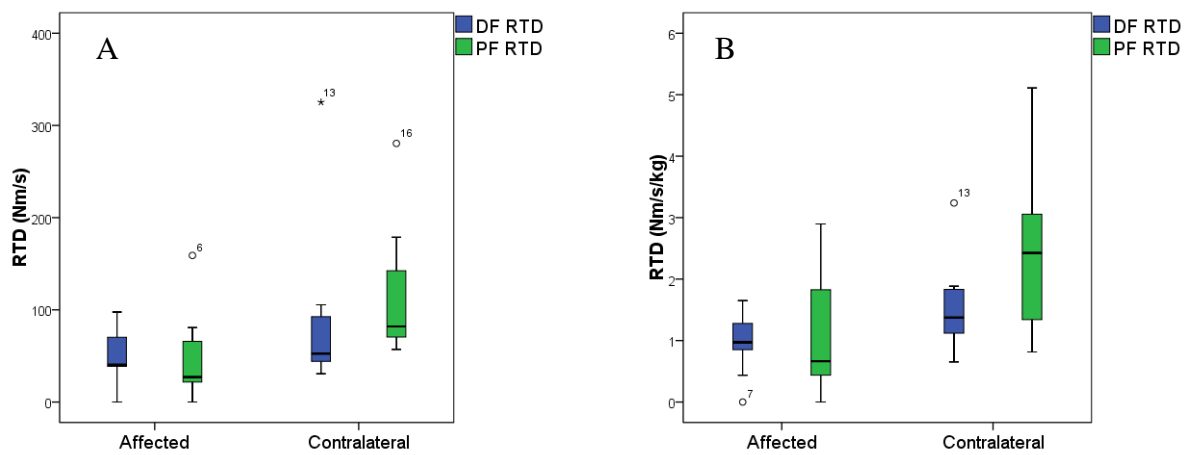 A
DF RTD
PF RTD
RTD (Nm/s)
400
300
200
100
0
13
16
6
Affected
Contralateral
B
DF RTD
PF RTD
RTD (Nm/s/kg)
6
5
4
3
2
1
0
13
7
Affected
Contralateral